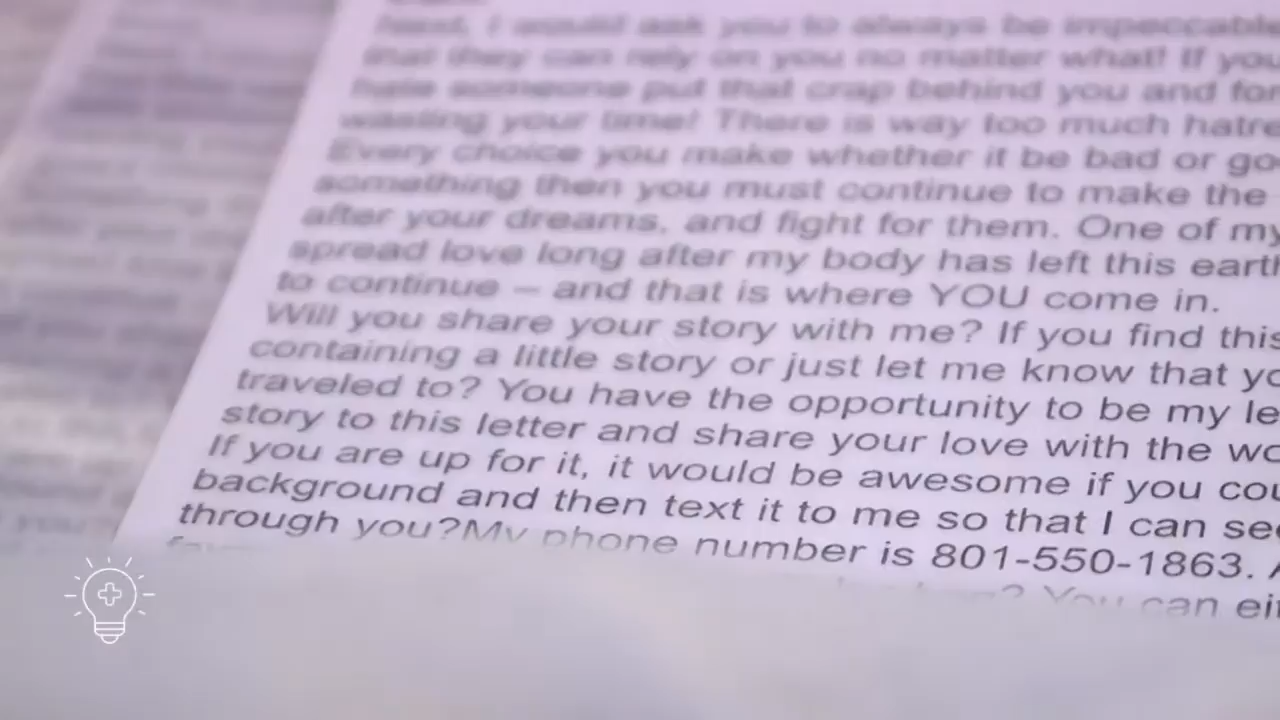 Next, I would ask you to always be impeccable
that they can rely on you no matter what! If you
hate someone put that crap behind you and for
wasting your time! There is way too much hatre
Every choice you make whether it be bad or go
something then you must continue to make the
after your dreams, and fight for them. One of my
spread love long after my body has left this earth
to continue – and that is where YOU come in.
Will you share your story with me? If you find this
containing a little story or just let me know that yo
traveled to? You have the opportunity to be my le
story to this letter and share your love with the wo
If you are up for it, it would be awesome if you cou
background and then text it to me so that I can see
through you?My phone number is 801-550-1863. A
? You can eit